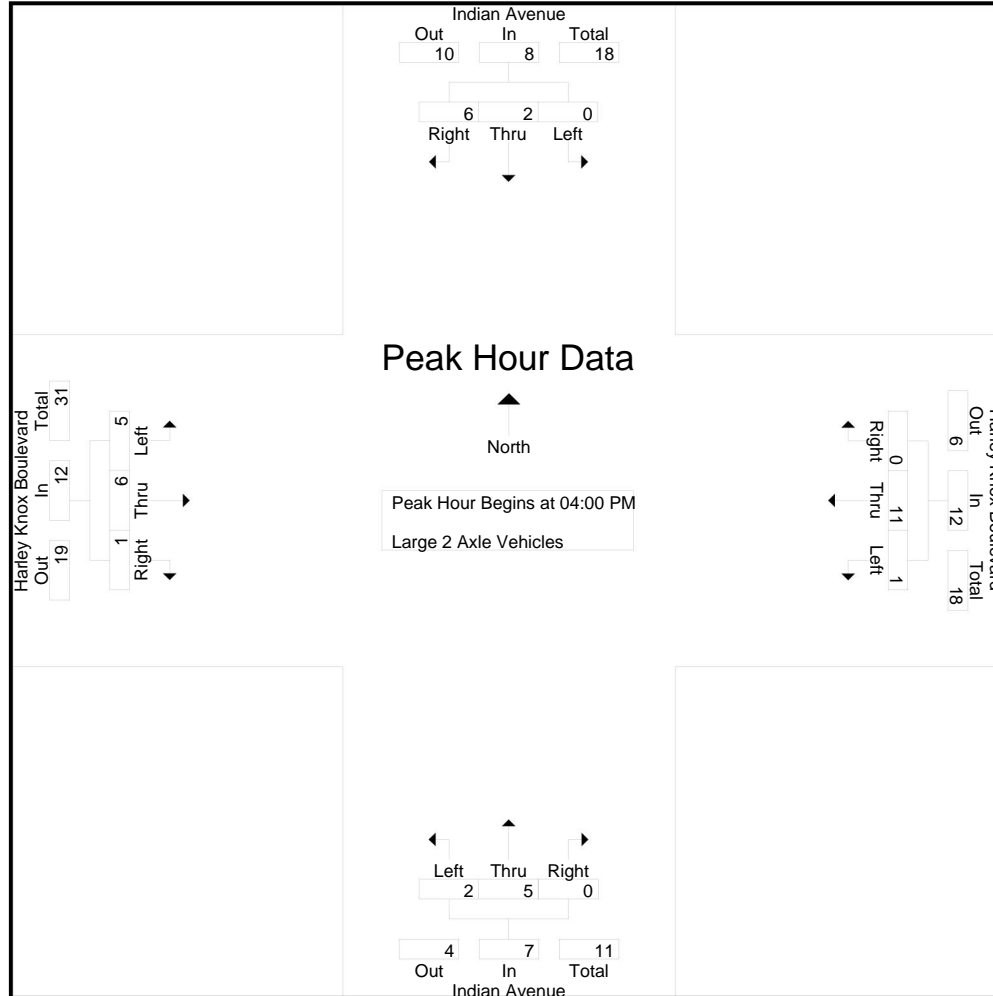 Indian Avenue
Out In Total
10 8 18
6 2 0
Right Thru Left
Peak Hour Data
North
Peak Hour Begins at 04:00 PM
Large 2 Axle Vehicles
Harley Knox Boulevard
Out In Total
19 12 31
5 6 1
Left Thru Right
Right Thru Left
0 11 1
Out In Total
6 12 18
Harley Knox Boulevard
Left Thru Right
2 5 0
4 7 11
Out In Total
Indian Avenue